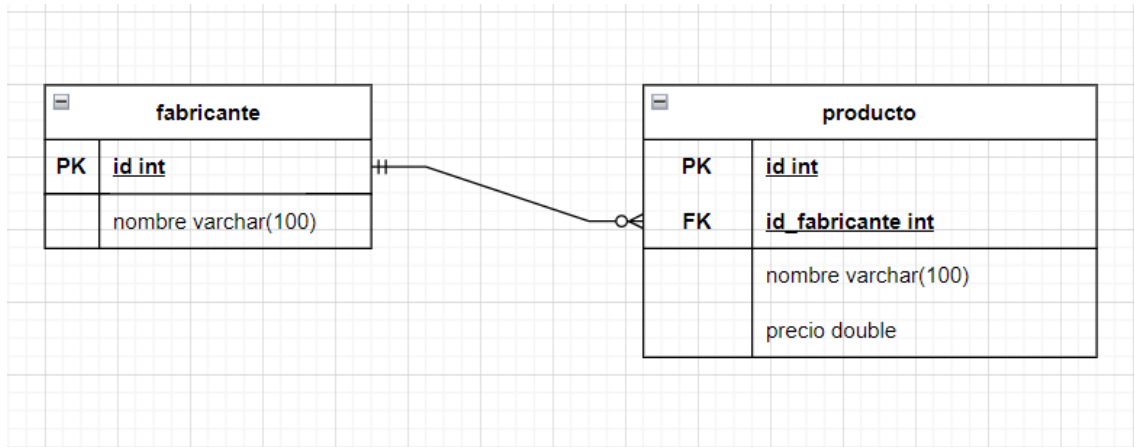 fabricante
PK id int
nombre varchar(100)
producto
PK id int
FK id_fabricante int
nombre varchar(100)
precio double